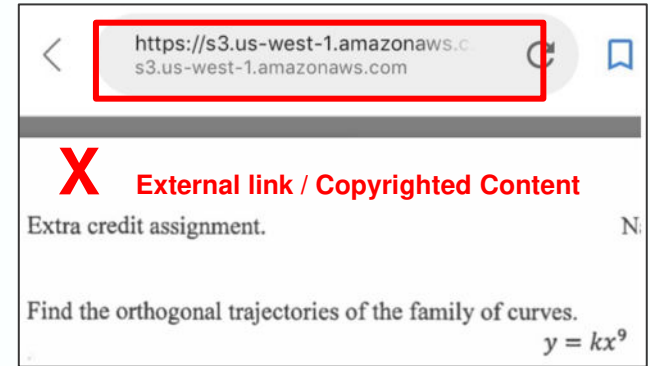 https://s3.us-west-1.amazonaws.c
s3.us-west-1.amazonaws.com
X External link / Copyrighted Content
Extra credit assignment.
Find the orthogonal trajectories of the family of curves.
y = kx⁹